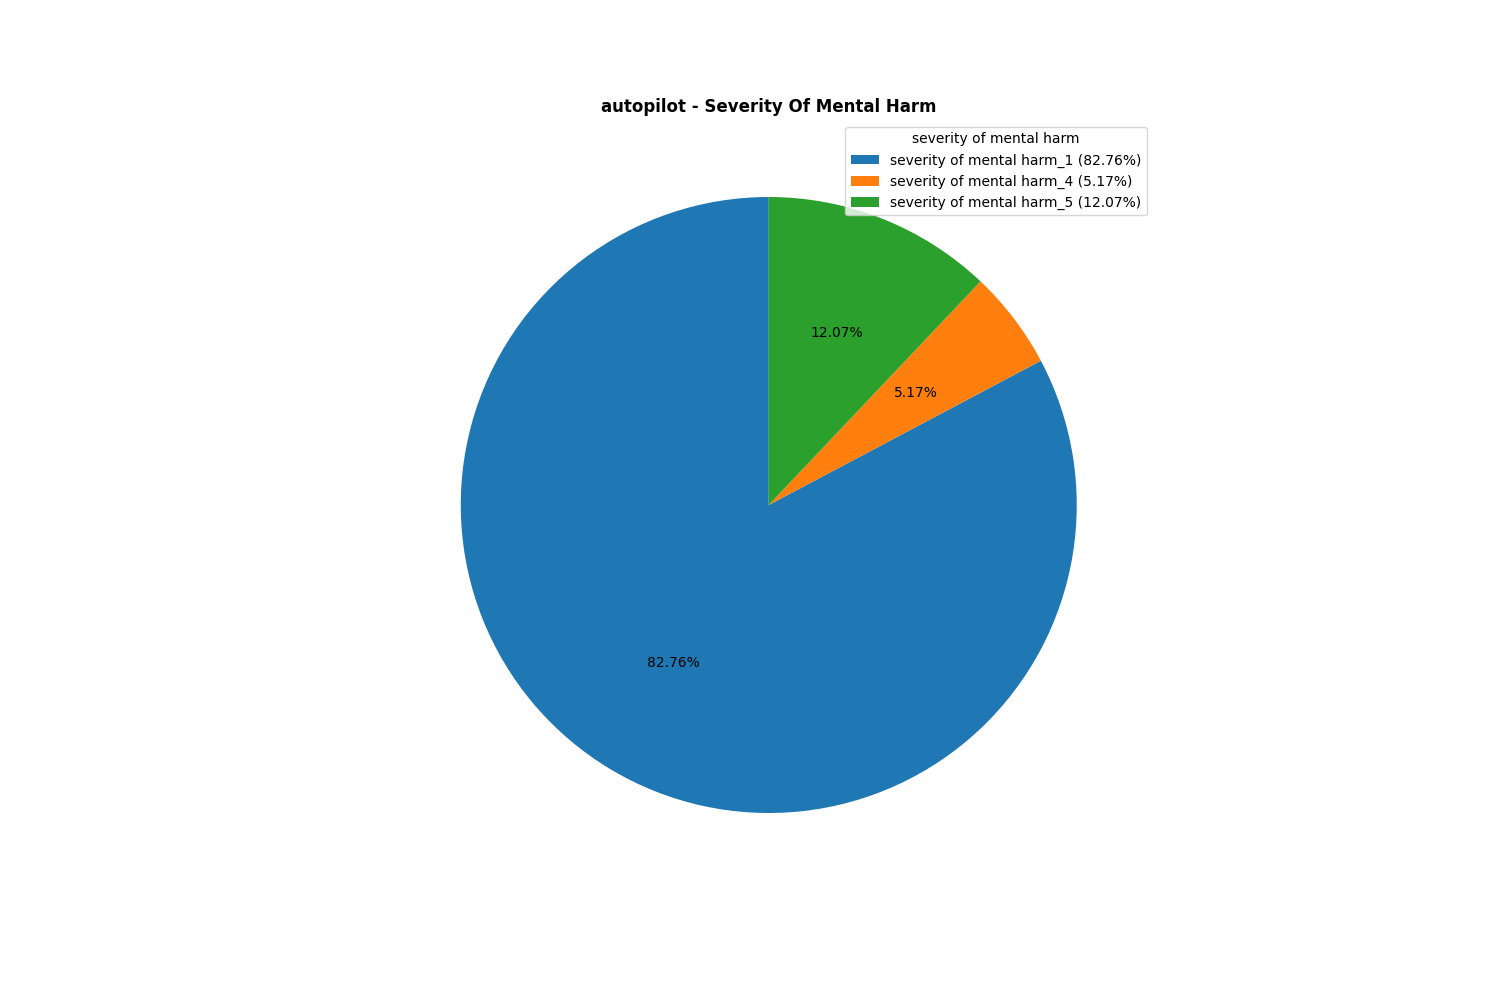 autopilot - Severity Of Mental Harm
severity of mental harm
severity of mental harm_1 (82.76%)
severity of mental harm_4 (5.17%)
severity of mental harm_5 (12.07%)
12.07%
5.17%
82.76%